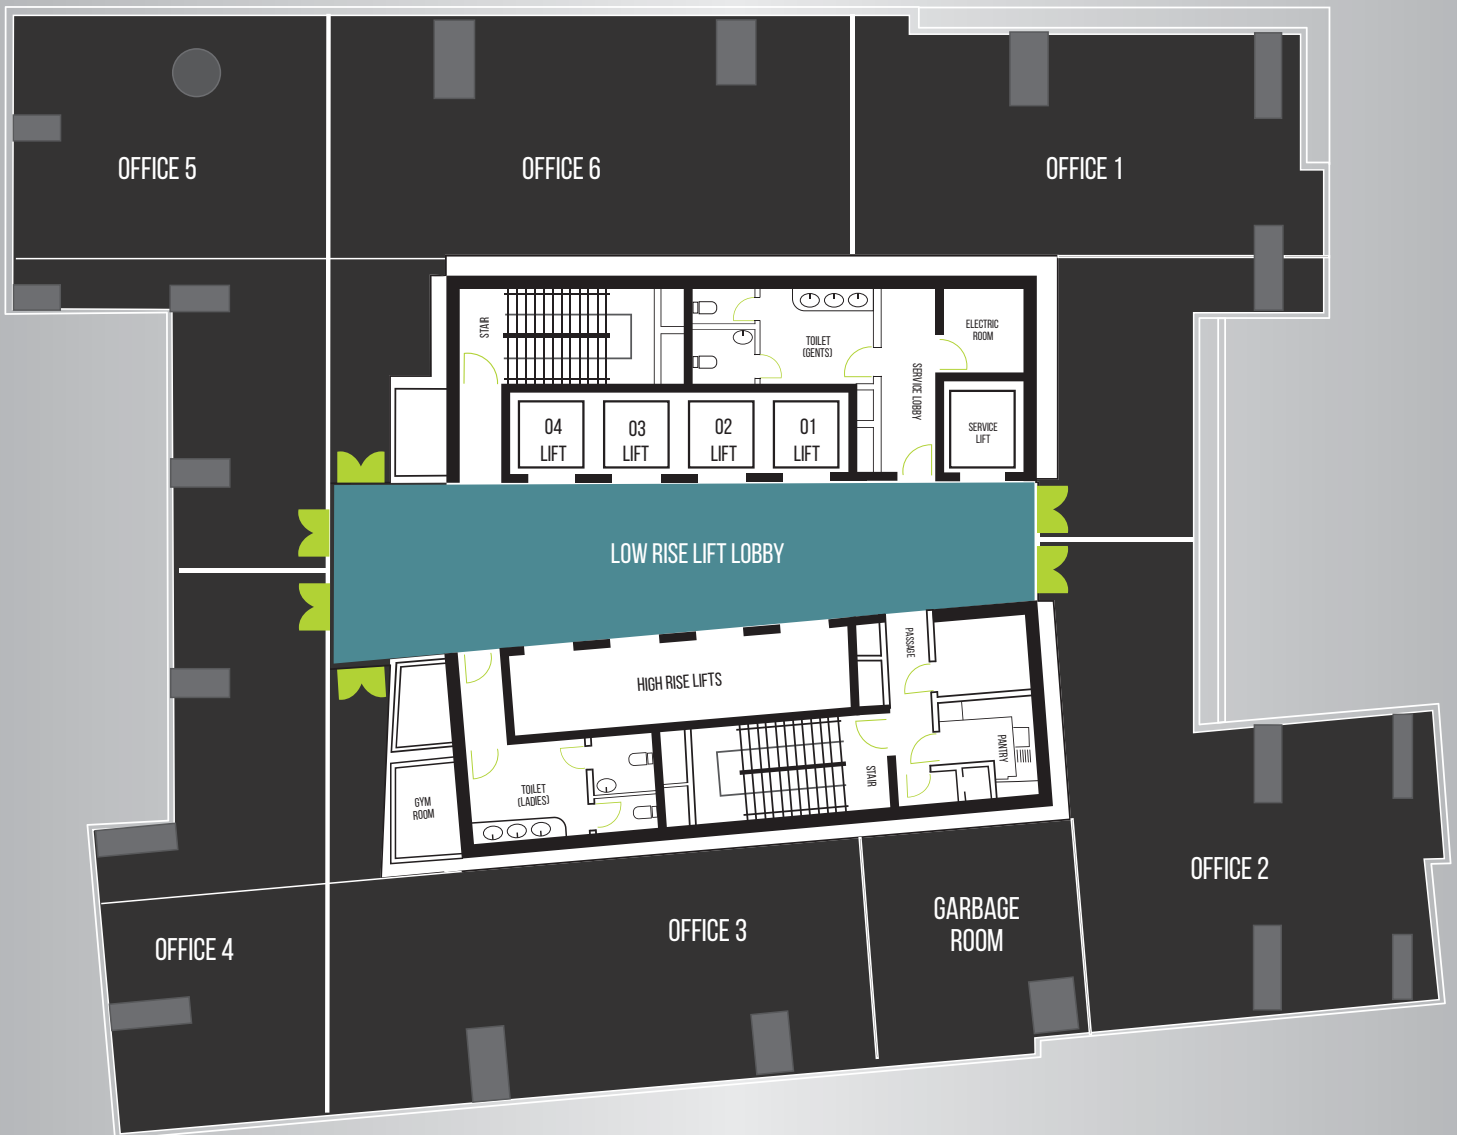 OFFICE 5
OFFICE 6
OFFICE 1
STAIR
TOILET
(GENTS)
ELECTRIC
ROOM
SERVICE LOBBY
04
LIFT
03
LIFT
02
LIFT
01
LIFT
SERVICE
LIFT
LOW RISE LIFT LOBBY
PASSAGE
HIGH RISE LIFTS
PANTRY
STAIR
TOILET
(LADIES)
GYM
ROOM
OFFICE 2
GARBAGE
ROOM
OFFICE 3
OFFICE 4